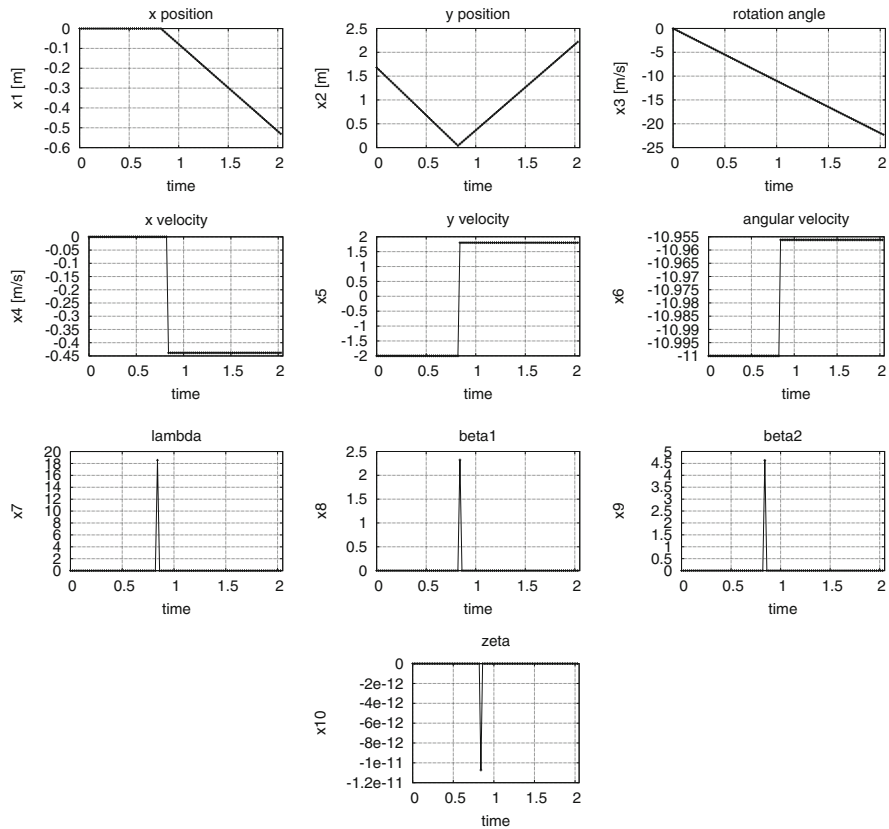 x position
x1 [m]
0
-0.1
-0.2
-0.3
-0.4
-0.5
-0.6
0 0.5 1 1.5 2
time
y position
x2 [m]
2.5
2
1.5
1
0.5
0
0 0.5 1 1.5 2
time
rotation angle
x3 [m/s]
0
-5
-10
-15
-20
-25
0 0.5 1 1.5 2
time
x velocity
x4 [m/s]
0
-0.05
-0.1
-0.15
-0.2
-0.25
-0.3
-0.35
-0.4
-0.45
0 0.5 1 1.5 2
time
y velocity
x5
2
1.5
1
0.5
0
-0.5
-1
-1.5
-2
0 0.5 1 1.5 2
time
angular velocity
x6
-10.955
-10.96
-10.965
-10.97
-10.975
-10.98
-10.985
-10.99
-10.995
-11
0 0.5 1 1.5 2
time
lambda
x7
20
18
16
14
12
10
8
6
4
2
0
0 0.5 1 1.5 2
time
beta1
x8
2.5
2
1.5
1
0.5
0
0 0.5 1 1.5 2
time
beta2
x9
5
4.5
4
3.5
3
2.5
2
1.5
1
0.5
0
0 0.5 1 1.5 2
time
zeta
x10
0
-2e-12
-4e-12
-6e-12
-8e-12
-1e-11
-1.2e-11
0 0.5 1 1.5 2
time